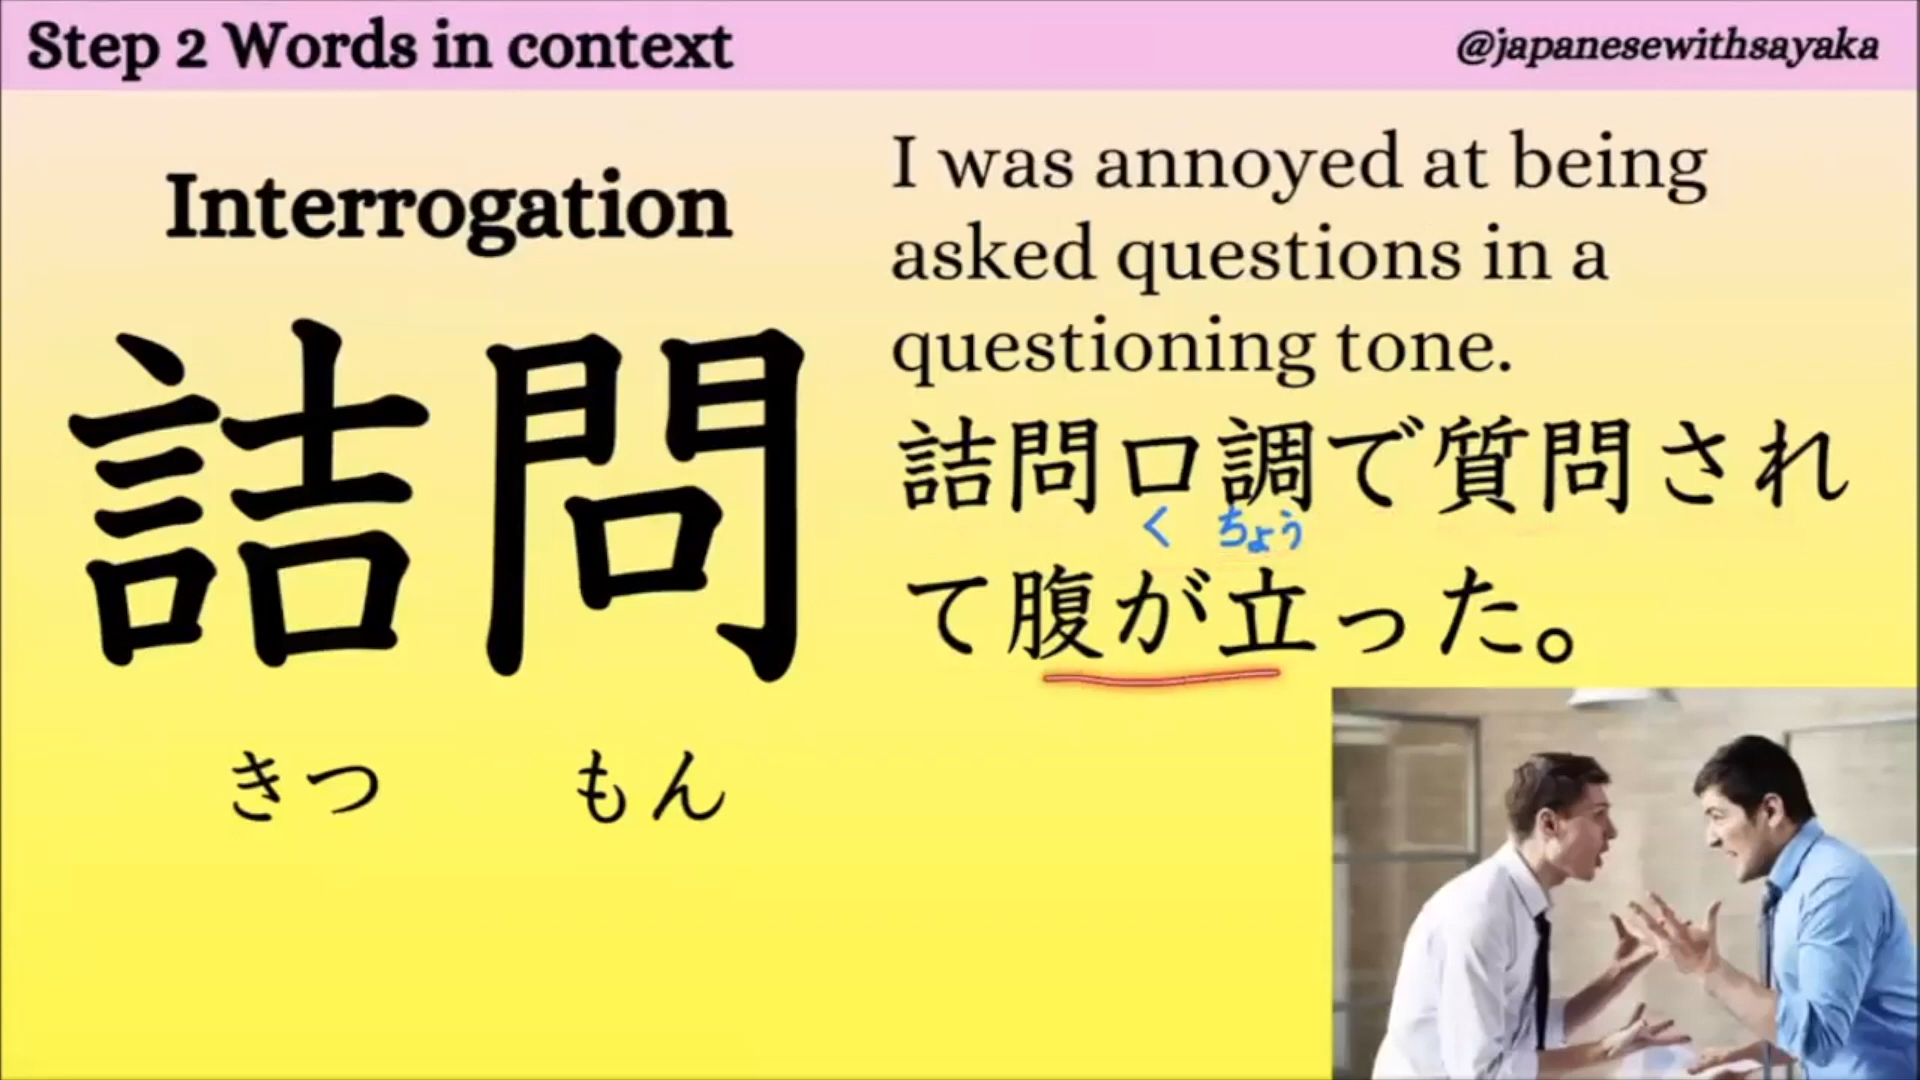 Step 2 Words in context
@japanesewithsayaka
Interrogation
詰問
きつ もん
I was annoyed at being
asked questions in a
questioning tone.
詰問口調で質問され
く ちょう
て腹が立った。